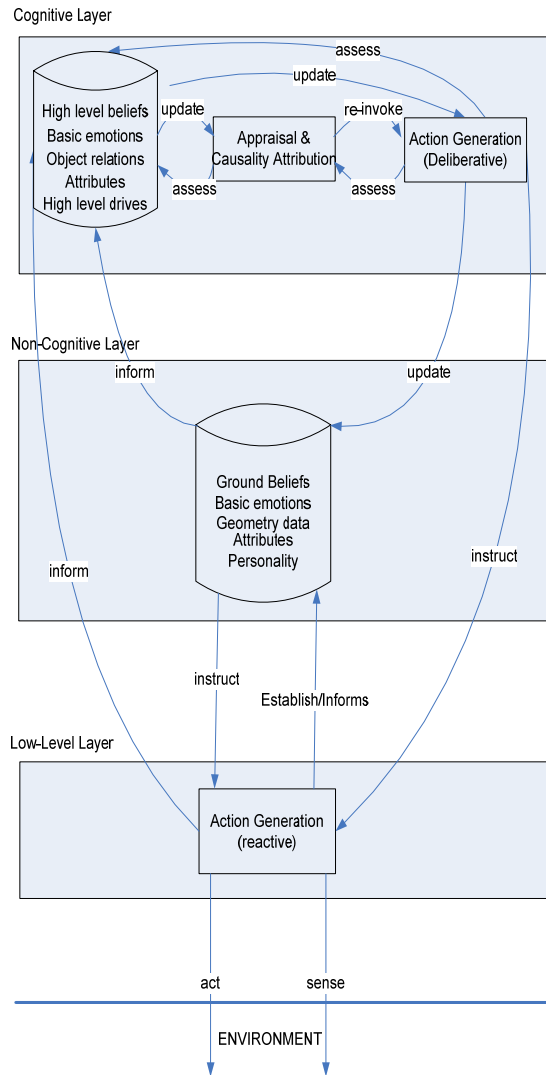 Cognitive Layer
assess
update
High level beliefs
Basic emotions
Object relations
Attributes
High level drives
update
assess
Appraisal &
Causality Attribution
re-invoke
assess
Action Generation
(Deliberative)
Non-Cognitive Layer
inform
update
Ground Beliefs
Basic emotions
Geometry data
Attributes
Personality
inform
instruct
instruct
Establish/Informs
Low-Level Layer
Action Generation
(reactive)
act
sense
ENVIRONMENT